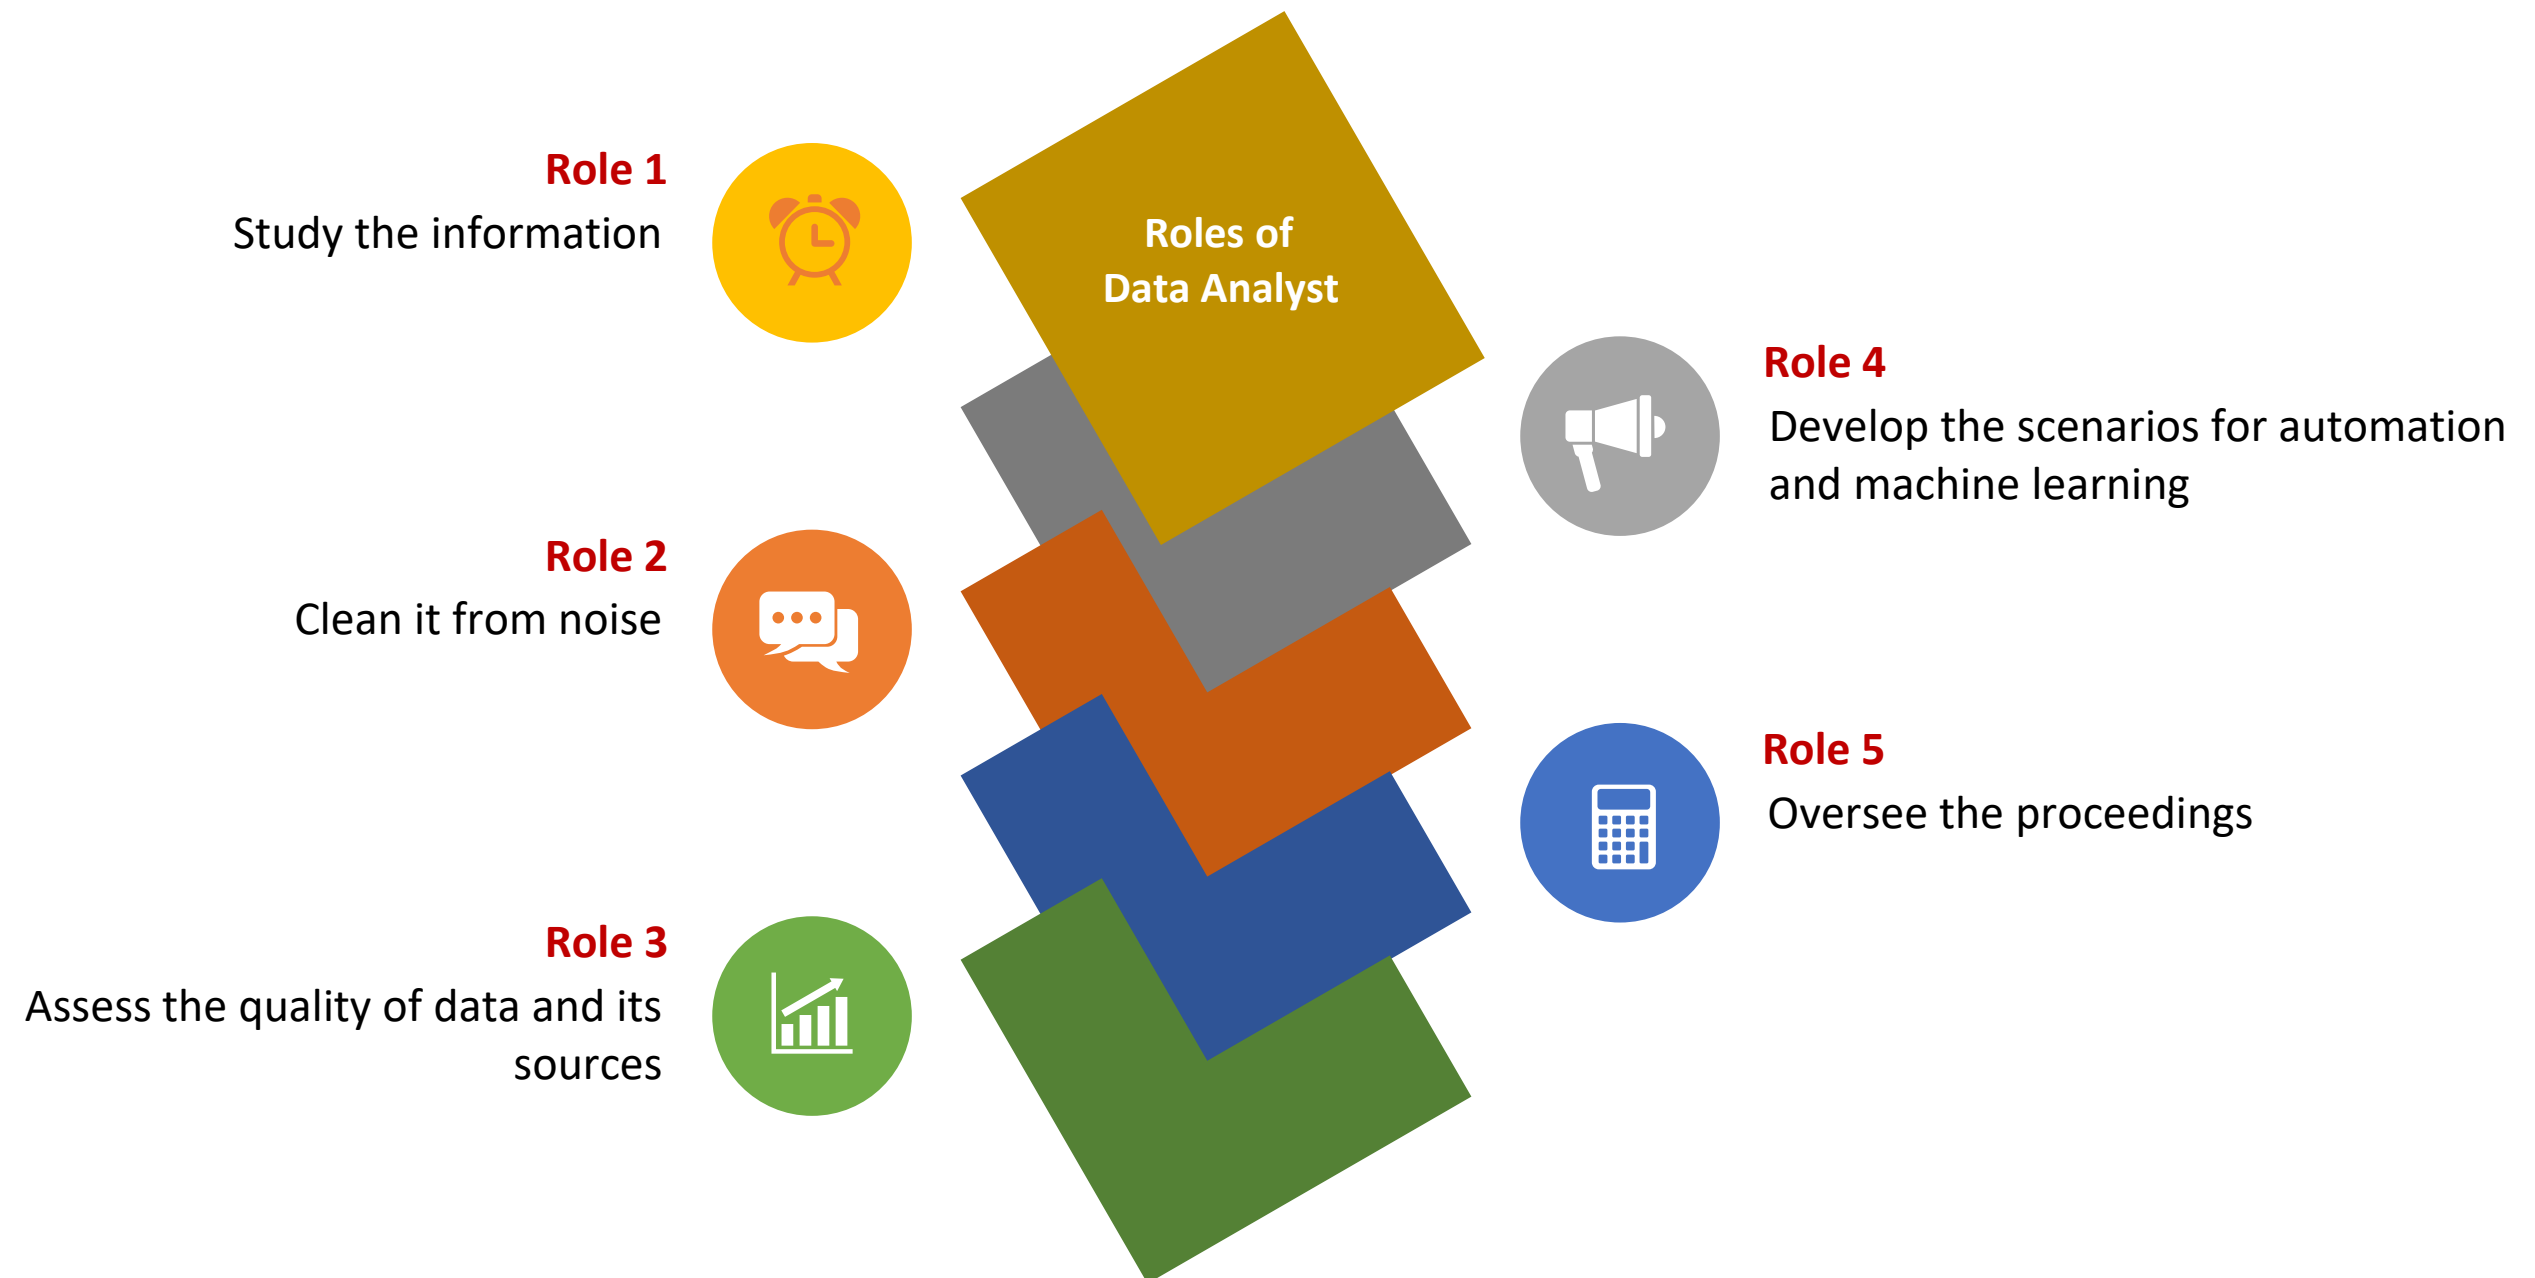 Roles of
Data Analyst
Role 1
Study the information
Role 2
Clean it from noise
Role 3
Assess the quality of data and its
sources
Role 4
Develop the scenarios for automation
and machine learning
Role 5
Oversee the proceedings